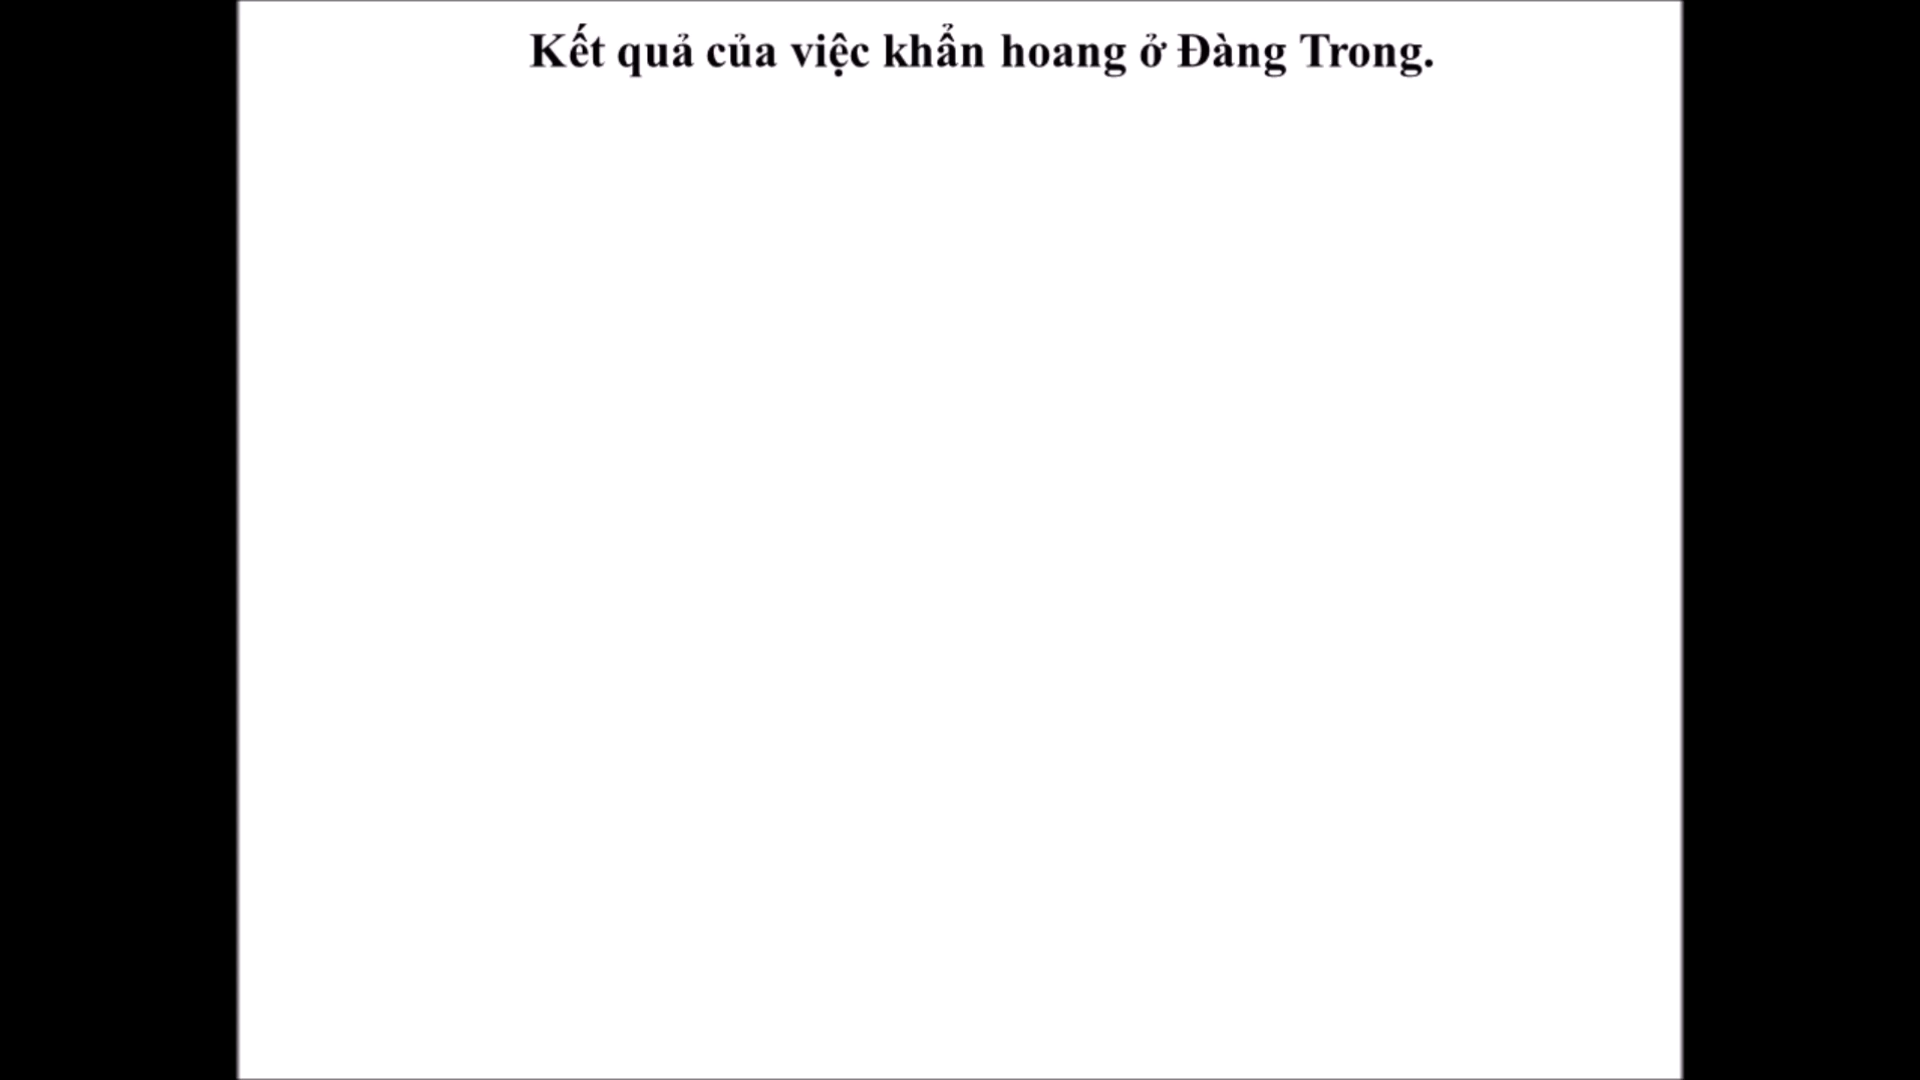 Kết quả của việc khẩn hoang ở Đàng Trong.